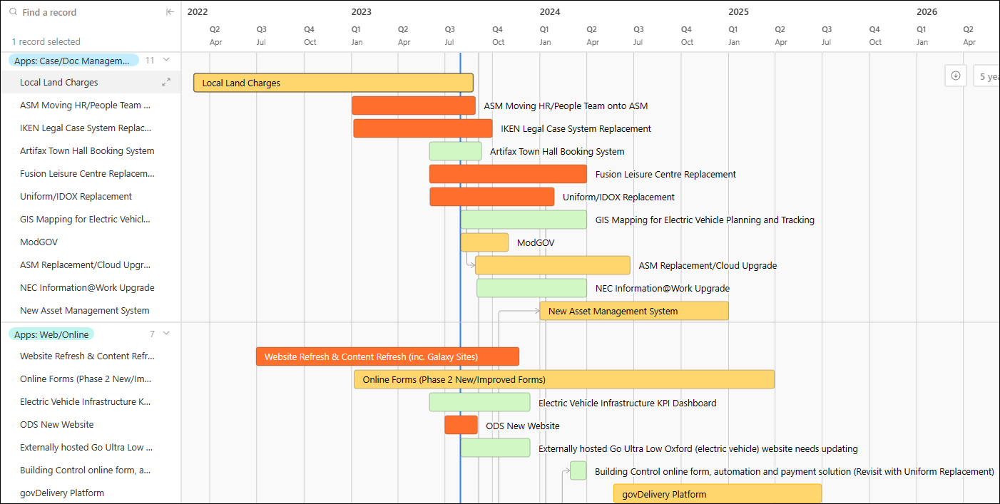 Find a record
2022 2023 2024 2025 2026
Q2 Q3 Q4 Q1 Q2 Q3 Q4 Q1 Q2 Q3 Q4 Q1 Q2 Q3 Q4 Q1 Q2
1 record selected
Apr Jul Oct Jan Apr Jul Oct Jan Apr Jul Oct Jan Apr Jul Oct Jan Apr
Apps: Case/Doc Managem... 11
Local Land Charges Local Land Charges 5 yea
ASM Moving HR/People Team ... ASM Moving HR/People Team onto ASM
IKEN Legal Case System Replac... IKEN Legal Case System Replacement
Artifax Town Hall Booking System Artifax Town Hall Booking System
Fusion Leisure Centre Replacem... Fusion Leisure Centre Replacement
Uniform/IDOX Replacement Uniform/IDOX Replacement
GIS Mapping for Electric Vehicl... GIS Mapping for Electric Vehicle Planning and Tracking
ModGOV ModGOV
ASM Replacement/Cloud Upgr... ASM Replacement/Cloud Upgrade
NEC Information@Work Upgrade NEC Information@Work Upgrade
New Asset Management System New Asset Management System
Apps: Web/Online 7
Website Refresh & Content Refr... Website Refresh & Content Refresh (inc. Galaxy Sites)
Online Forms (Phase 2 New/Im... Online Forms (Phase 2 New/Improved Forms)
Electric Vehicle Infrastructure K... Electric Vehicle Infrastructure KPI Dashboard
ODS New Website ODS New Website
Externally hosted Go Ultra Low ... Externally hosted Go Ultra Low Oxford (electric vehicle) website needs updating
Building Control online form, a... Building Control online form, automation and payment solution (Revisit with Uniform Replacement)
govDelivery Platform govDelivery Platform